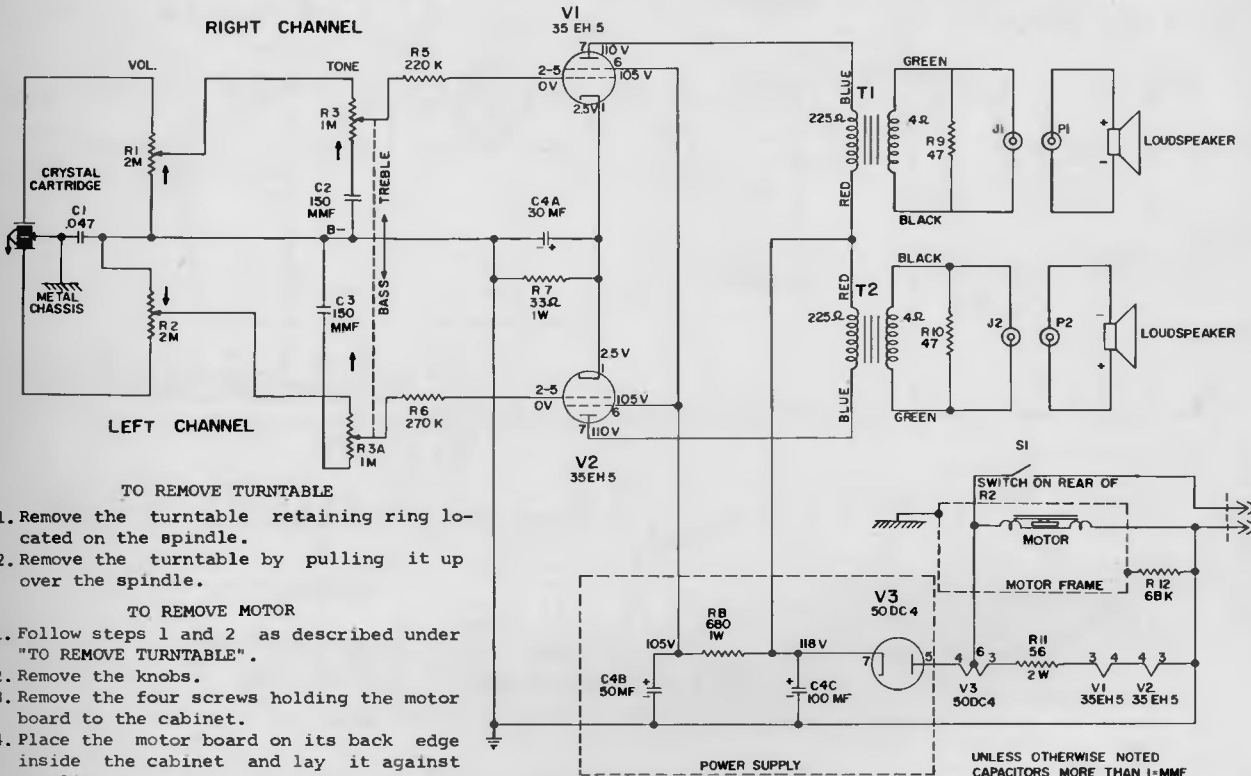 RIGHT CHANNEL
VOL.
TONE
R1
2M
R3
1M
R5
220 K
V1
35 EH 5
7
110V
6
105V
2-5
0V
2.5V
1
CRYSTAL
CARTRIDGE
C1
.047
METAL
CHASSIS
C2
150
MMF
B-
TREBLE
BASS
C4A
30 MF
- +
R7
33Ω
1W
R2
2M
C3
150
MMF
R3A
1M
R6
270 K
LEFT CHANNEL
25V
1
2-5
0V
105V
6
7
110V
V2
35EH5
BLUE
225Ω
RED
T1
4Ω
GREEN
BLACK
R9
47
J1
P1
+
-
LOUDSPEAKER
RED
225Ω
BLUE
T2
4Ω
BLACK
GREEN
R10
47
J2
P2
-
+
LOUDSPEAKER
TO REMOVE TURNTABLE
1. Remove the turntable retaining ring lo-
cated on the spindle.
2. Remove the turntable by pulling it up
over the spindle.
TO REMOVE MOTOR
1. Follow steps 1 and 2 as described under
"TO REMOVE TURNTABLE".
2. Remove the knobs.
3. Remove the four screws holding the motor
board to the cabinet.
4. Place the motor board on its back edge
inside the cabinet and lay it against
S1
SWITCH ON REAR OF
R2
MOTOR
MOTOR FRAME
R12
68K
V3
50DC4
R8
680
1W
105V
118V
7
5
C4B
50MF
+
C4C
100 MF
+
-
4
6
3
V3
50DC4
R11
56
2W
3
4
V1
35EH5
4
3
V2
35EH5
POWER SUPPLY
UNLESS OTHERWISE NOTED
CAPACITORS MORE THAN 1=MMF